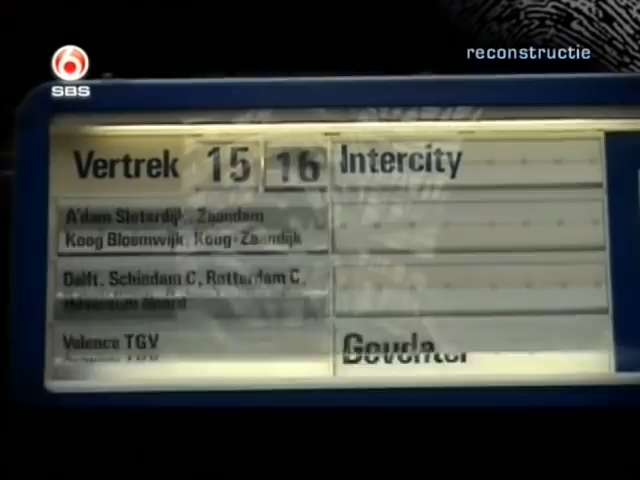 reconstructie
6
SBS
Vertrek 15 16 Intercity
A'dam Sloterdijk, Zaandam
Koog Bloemwijk, Koog-Zaandijk
Delft, Schiedam C, Rotterdam C,
Valence TGV